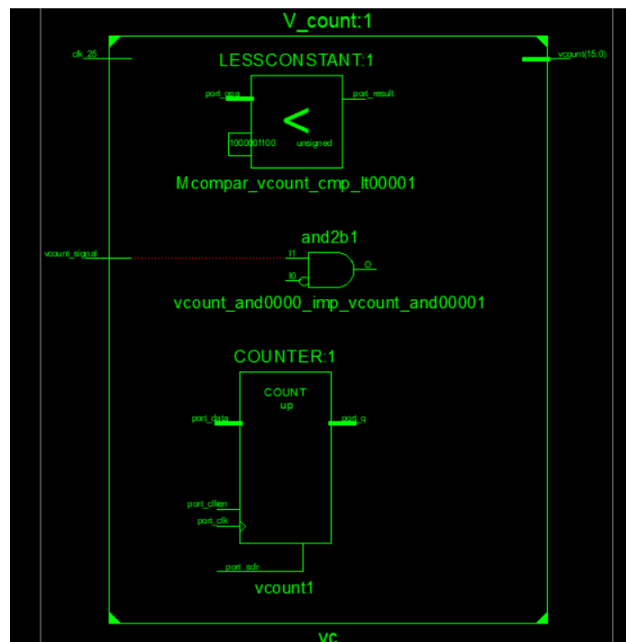 V_count:1
clk_25
vcount(15:0)
LESSCONSTANT:1
port_result
<
1000001100 unsigned
Mcompar_vcount_cmp_lt00001
and2b1
vcount_signal
I1
O
I0
vcount_and0000_imp_vcount_and00001
COUNTER:1
COUNT
up
port_data
port_q
port_clken
port_clk
port_sdr
vcount1
vc